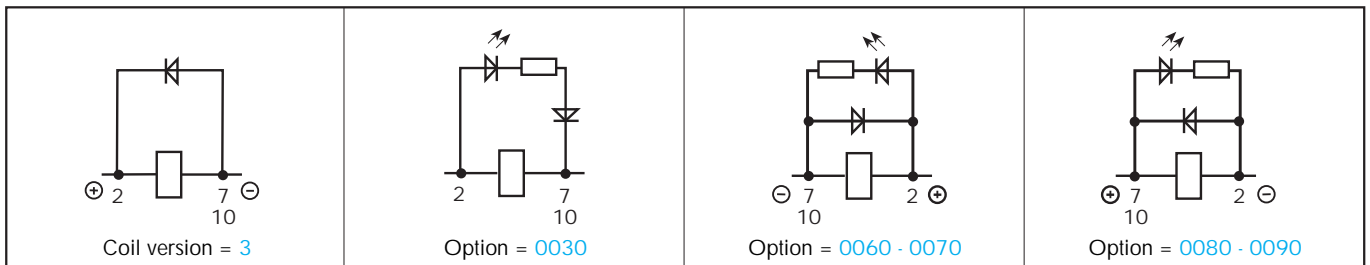 ⊕ 2 7 ⊖
10
Coil version = 3
2 7
10
Option = 0030
⊖ 7 2 ⊕
10
Option = 0060 - 0070
⊕ 7 2 ⊖
10
Option = 0080 - 0090